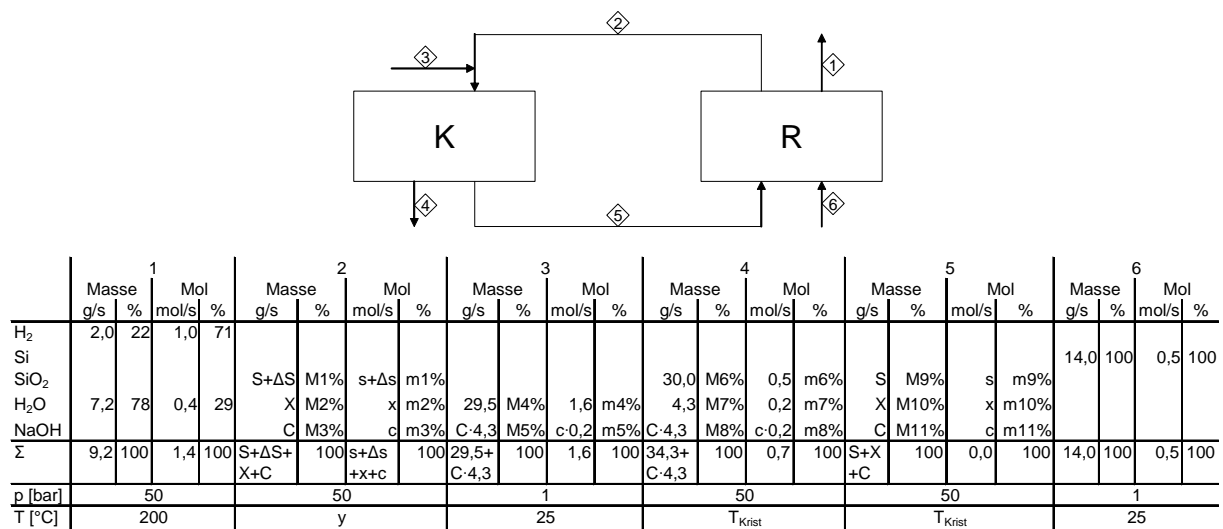 2
3
1
K
R
4
5
6
1 2 3 4 5 6
Masse Mol Masse Mol Masse Mol Masse Mol Masse Mol Masse Mol
g/s % mol/s % g/s % mol/s % g/s % mol/s % g/s % mol/s % g/s % mol/s % g/s % mol/s %
H₂ 2,0 22 1,0 71
Si 14,0 100 0,5 100
SiO₂ S+ΔS M1% s+Δs m1% 30,0 M6% 0,5 m6% S M9% s m9%
H₂O 7,2 78 0,4 29 X M2% x m2% 29,5 M4% 1,6 m4% 4,3 M7% 0,2 m7% X M10% x m10%
NaOH C M3% c m3% C·4,3 M5% c·0,2 m5% C·4,3 M8% c·0,2 m8% C M11% c m11%
Σ 9,2 100 1,4 100 S+ΔS+ 100 s+Δs 100 29,5+ 100 1,6 100 34,3+ 100 0,7 100 S+X 100 0,0 100 14,0 100 0,5 100
X+C +x+c C·4,3 C·4,3 +C
p [bar] 50 50 1 50 50 1
T [°C] 200 y 25 T_Krist T_Krist 25